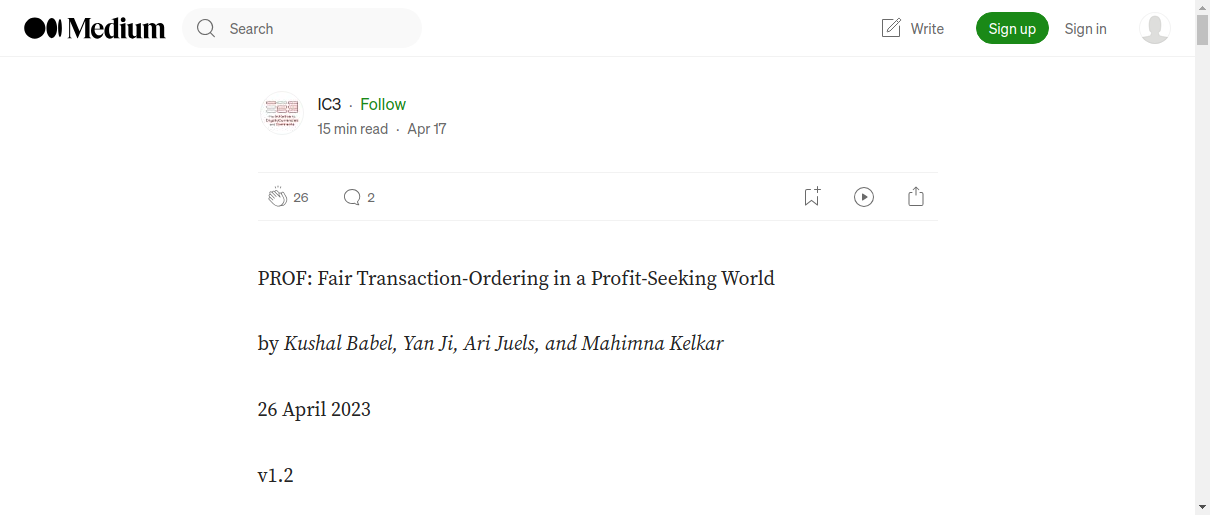 Medium
Search
Write
Sign up
Sign in
IC3 · Follow
15 min read · Apr 17
26
2
PROF: Fair Transaction-Ordering in a Profit-Seeking World
by Kushal Babel, Yan Ji, Ari Juels, and Mahimna Kelkar
26 April 2023
v1.2